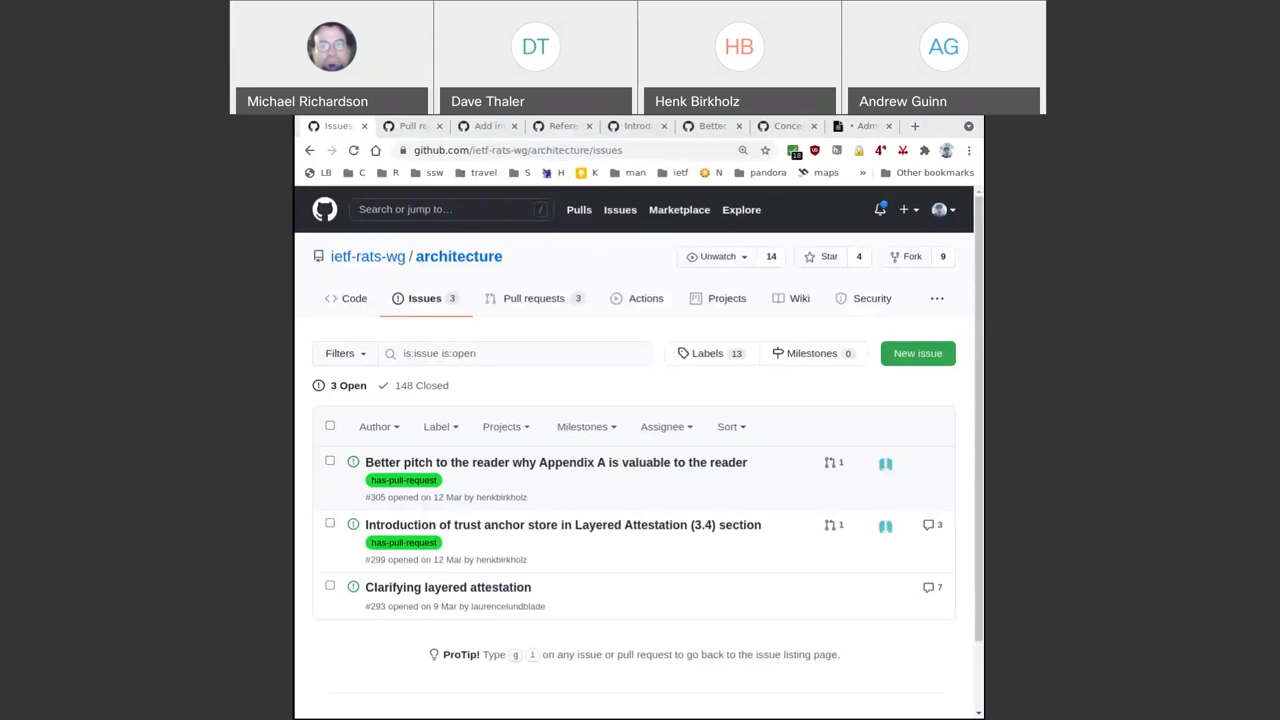 DT
HB
AG
Michael Richardson
Dave Thaler
Henk Birkholz
Andrew Guinn
Issues
Pull re
Add in
Refere
Introd
Bettec
Conce
• Adm
github.com/ietf-rats-wg/architecture/issues
18
LB
C
R
ssw
travel
S
H
K
man
ietf
N
pandora
maps
»
Other bookmarks
Search or jump to…
/
Pulls
Issues
Marketplace
Explore
ietf-rats-wg / architecture
Unwatch
14
Star
4
Fork
9
Code
Issues 3
Pull requests 3
Actions
Projects
Wiki
Security
Filters
is:issue is:open
Labels 13
Milestones 0
New issue
3 Open
148 Closed
Author
Label
Projects
Milestones
Assignee
Sort
Better pitch to the reader why Appendix A is valuable to the reader
1
has-pull-request
#305 opened on 12 Mar by henkbirkholz
Introduction of trust anchor store in Layered Attestation (3.4) section
1
3
has-pull-request
#299 opened on 12 Mar by henkbirkholz
Clarifying layered attestation
7
#293 opened on 9 Mar by laurencelundblade
ProTip! Type g i on any issue or pull request to go back to the issue listing page.